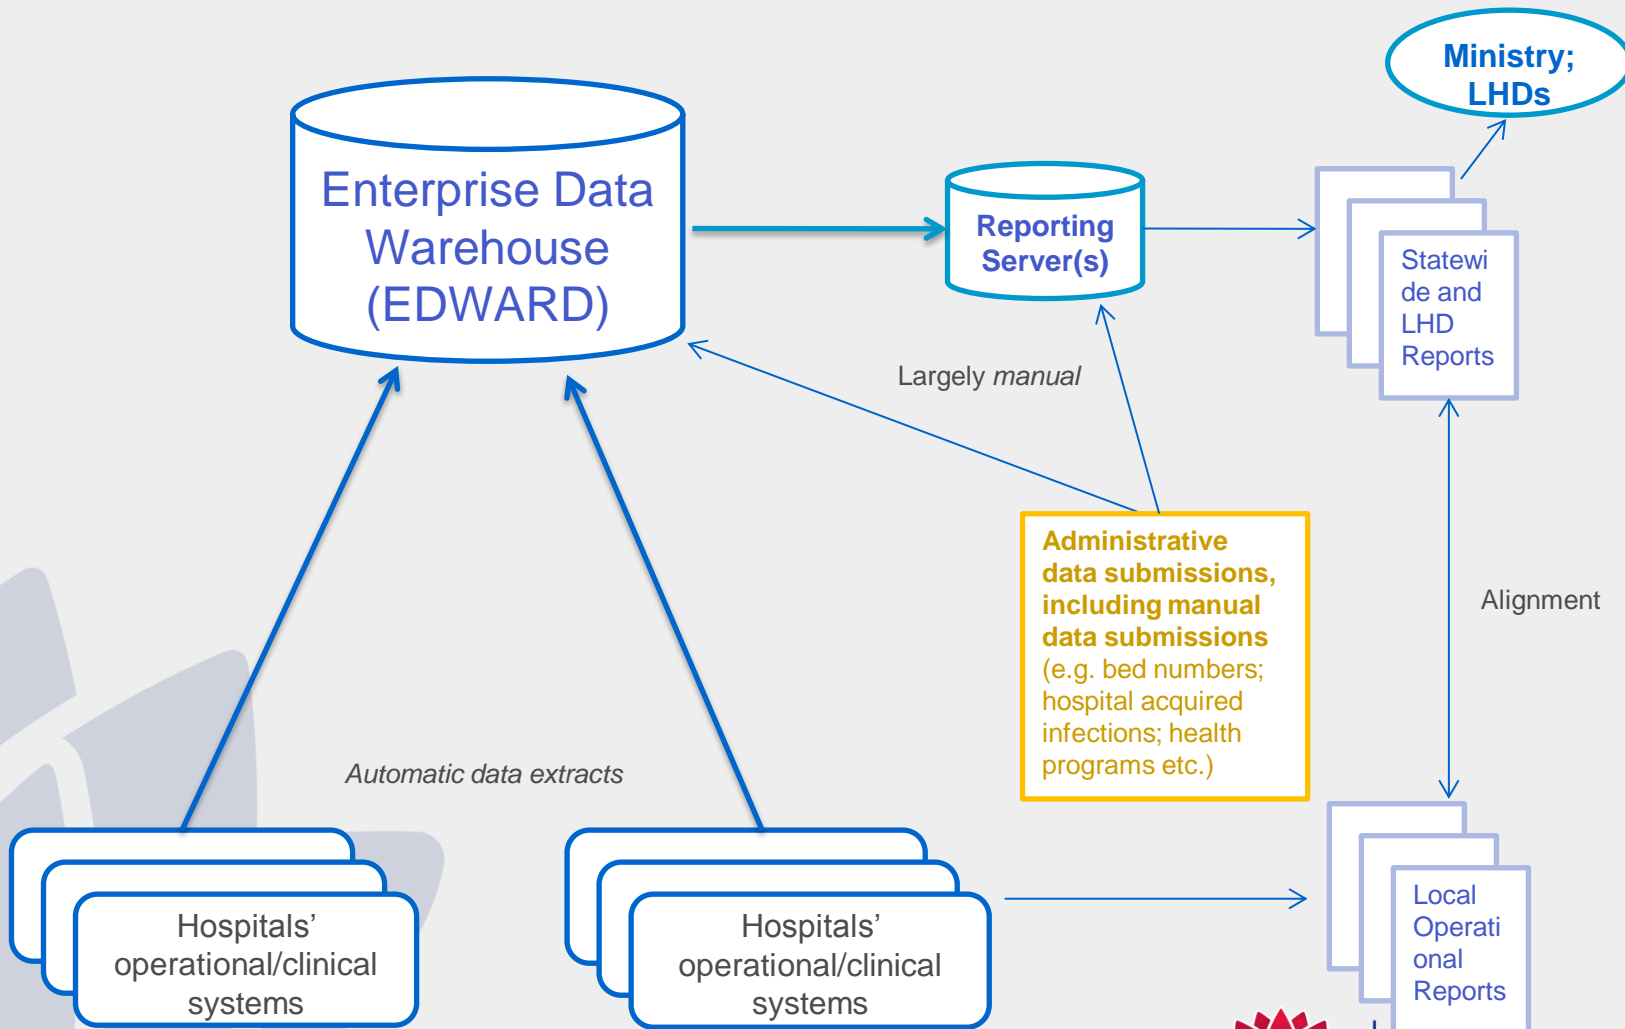 Ministry;
LHDs
Enterprise Data
Warehouse
(EDWARD)
Reporting
Server(s)
Statewi
de and
LHD
Reports
Largely manual
Administrative
data submissions,
including manual
data submissions
(e.g. bed numbers;
hospital acquired
infections; health
programs etc.)
Alignment
Automatic data extracts
Hospitals’
operational/clinical
systems
Hospitals’
operational/clinical
systems
Local
Operati
onal
Reports